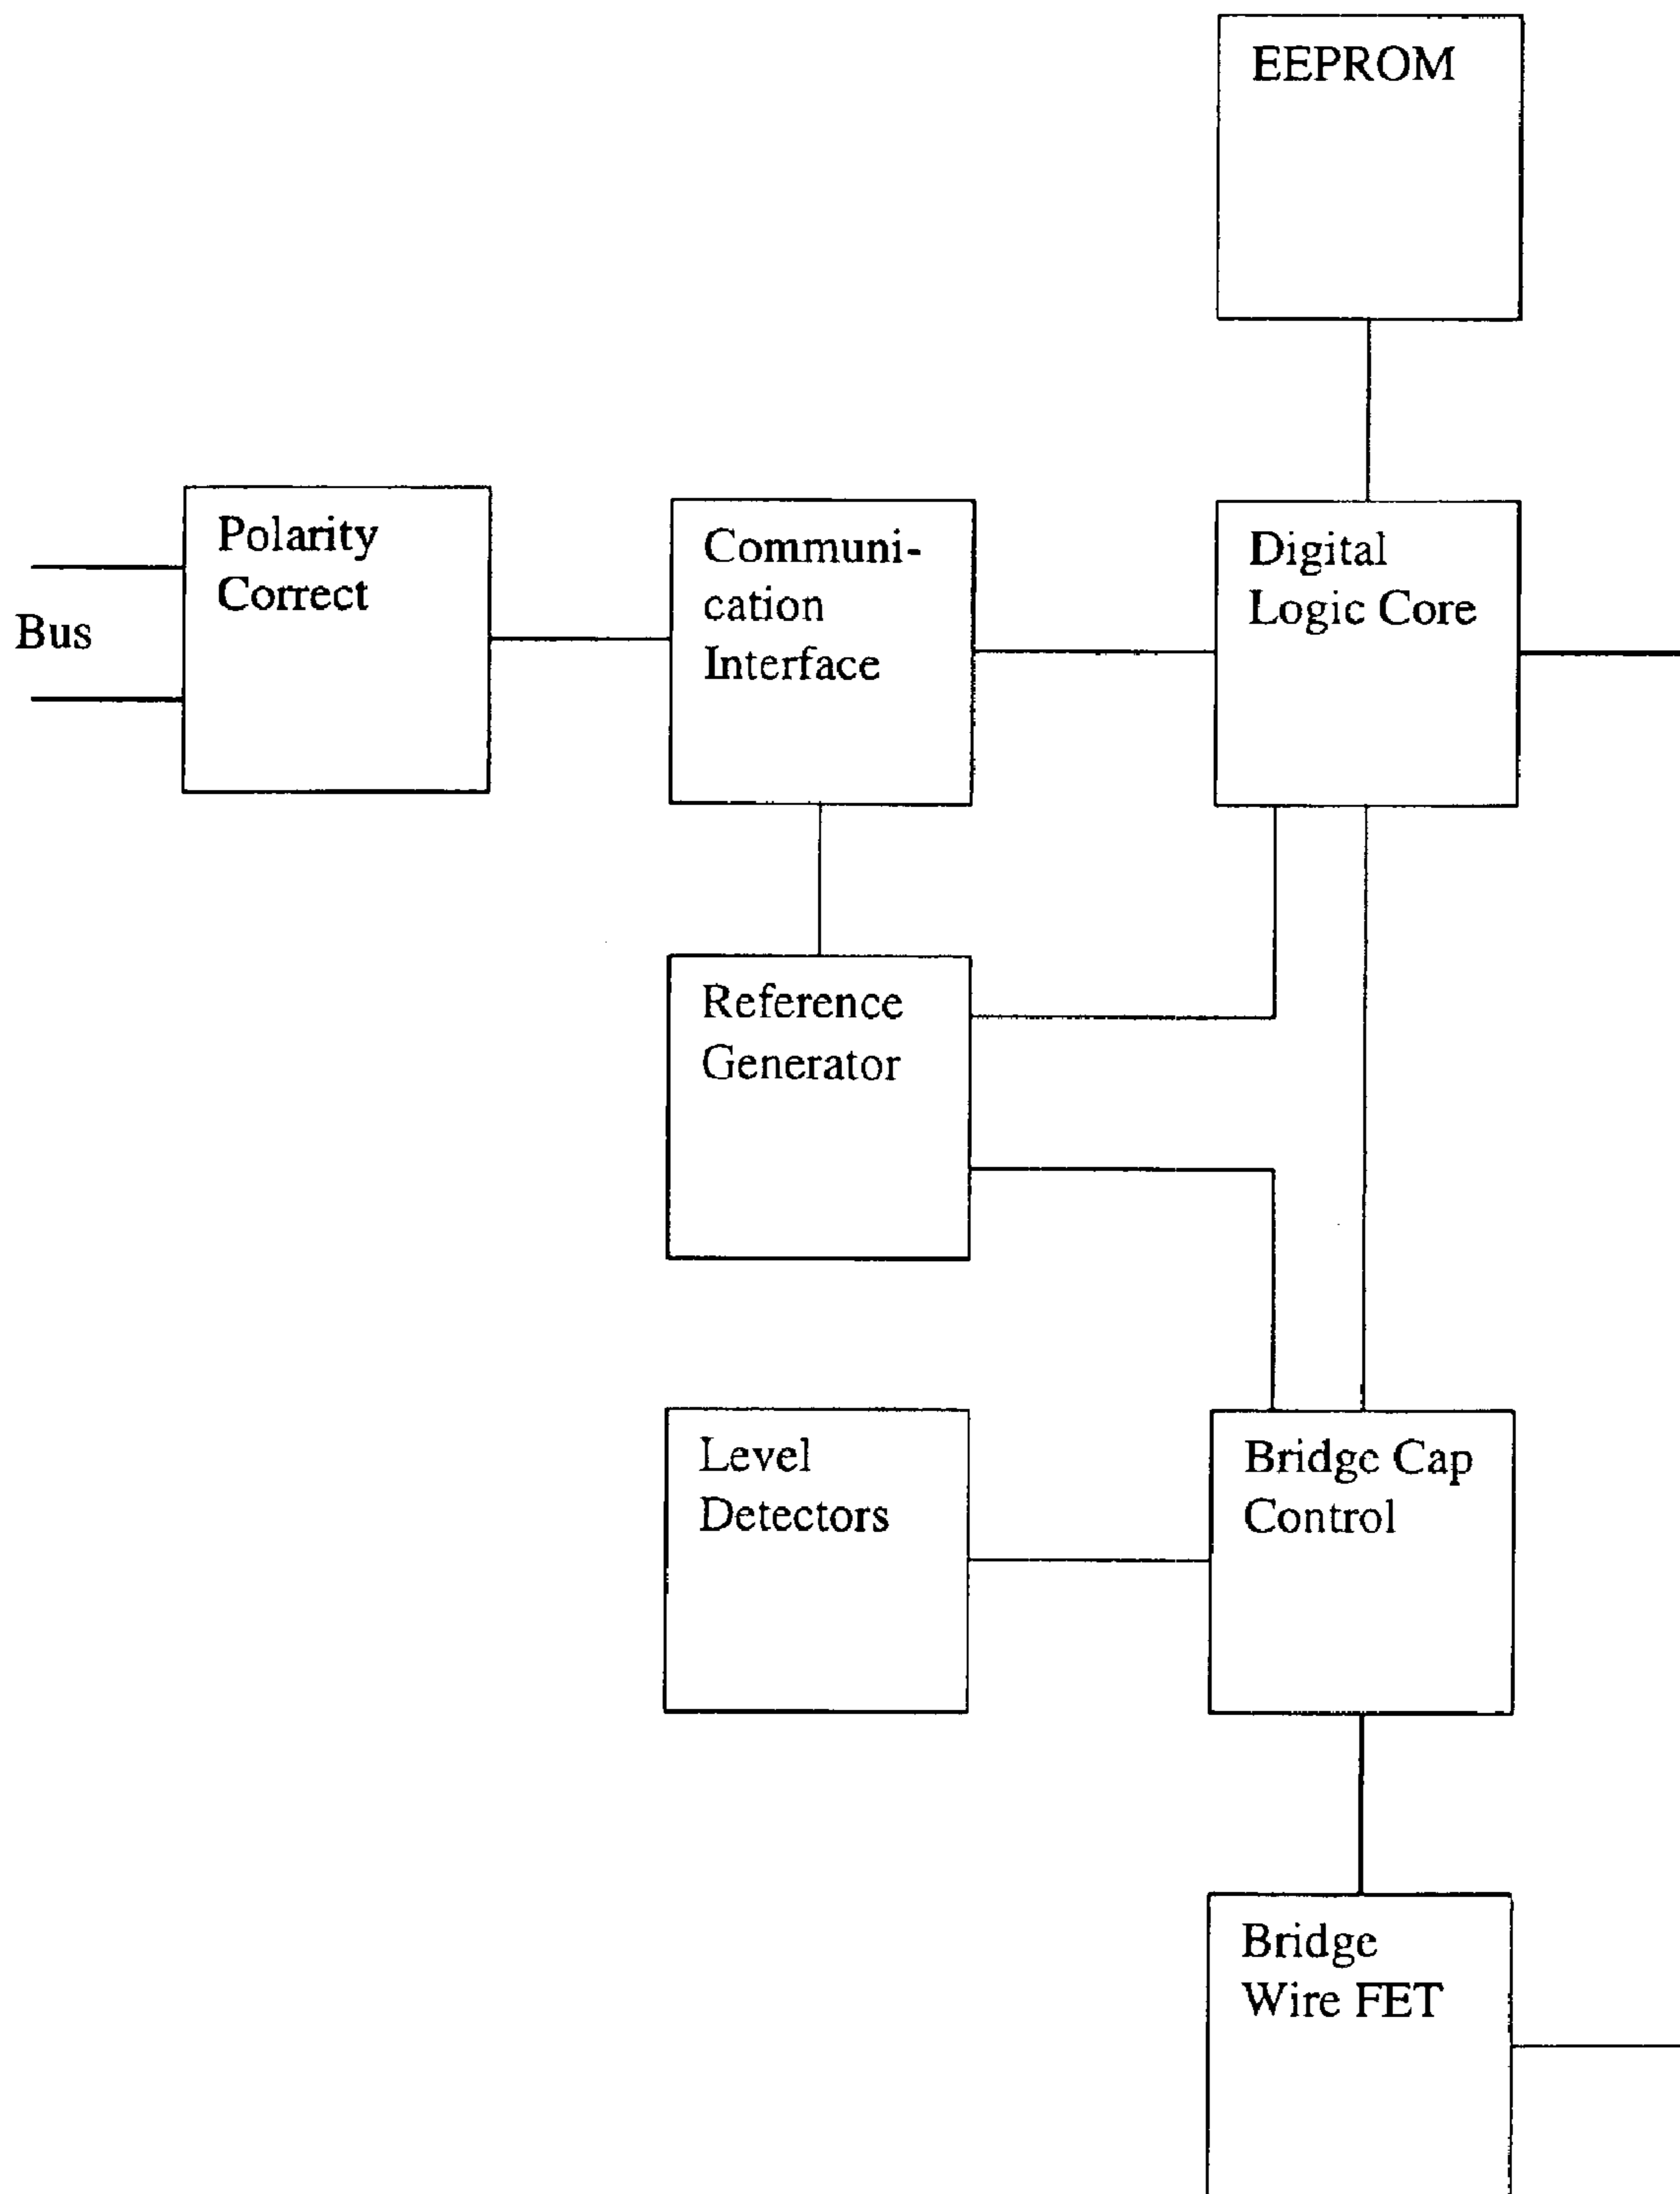 EEPROM
Polarity
Correct
Bus
Communi-
cation
Interface
Digital
Logic Core
Reference
Generator
Level
Detectors
Bridge Cap
Control
Bridge
Wire FET